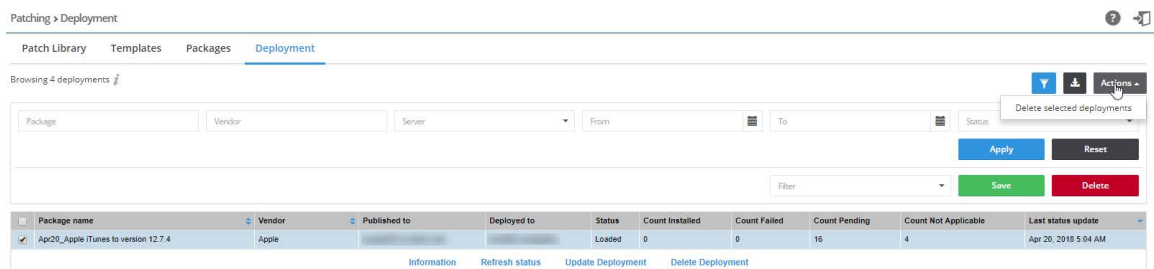 Patching > Deployment
Patch Library Templates Packages Deployment
Browsing 4 deployments i
Actions
Delete selected deployments
Package Vendor Server From To Status
Apply Reset
Filter Save Delete
Package name Vendor Published to Deployed to Status Count Installed Count Failed Count Pending Count Not Applicable Last status update
Apr20_Apple iTunes to version 12.7.4 Apple Loaded 0 0 16 4 Apr 20, 2018 5:04 AM
Information Refresh status Update Deployment Delete Deployment